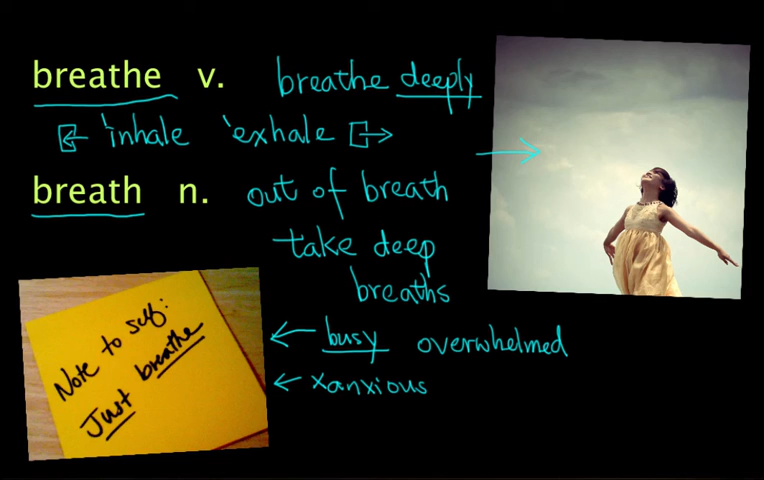 breathe v. breathe deeply
'inhale 'exhale
breath n. out of breath
take deep
breaths
Note to self:
Just breathe
busy overwhelmed
xanxious